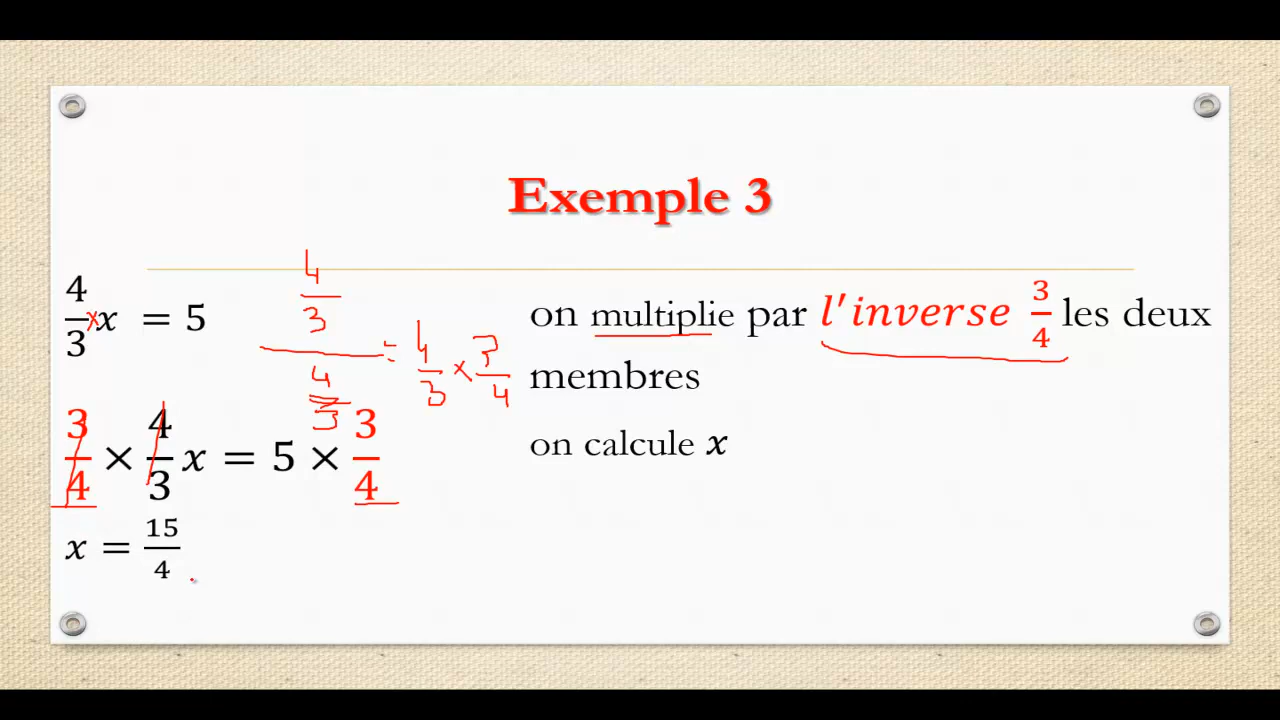 Exemple 3
4/3 × x = 5
on multiplie par l'inverse 3/4 les deux
membres
(4/3)/(4/3) = 4/3 × 3/4
3/4 × 4/3 x = 5 × 3/4
on calcule x
x = 15/4